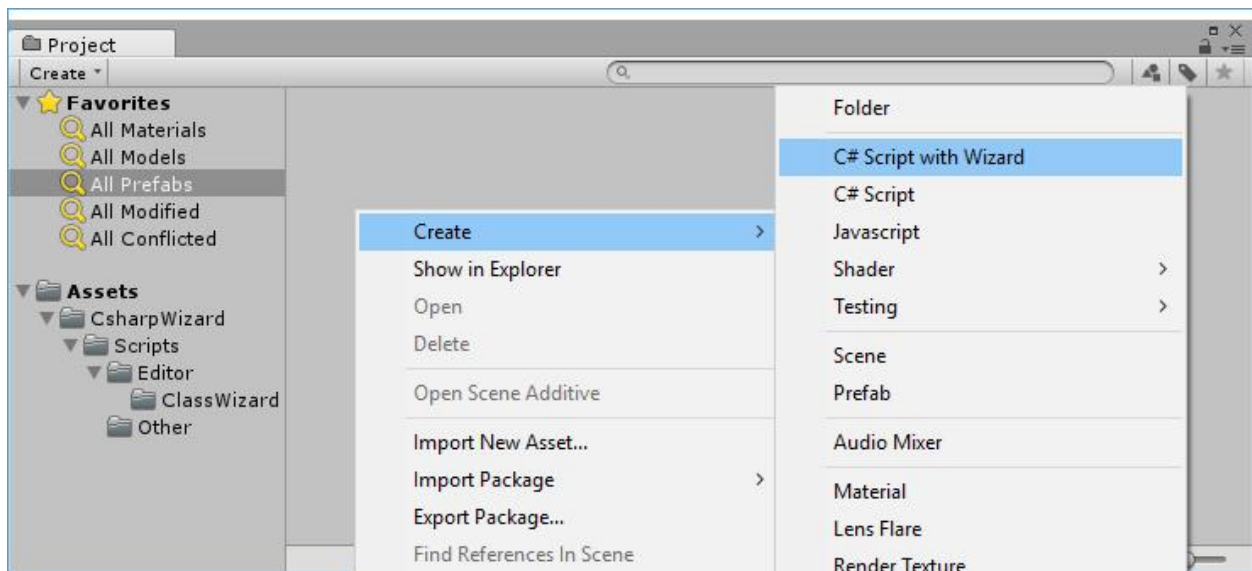 Project
Create
Favorites
All Materials
All Models
All Prefabs
All Modified
All Conflicted
Assets
CsharpWizard
Scripts
Editor
ClassWizard
Other
Create
Show in Explorer
Open
Delete
Open Scene Additive
Import New Asset...
Import Package
Export Package...
Find References In Scene
Folder
C# Script with Wizard
C# Script
Javascript
Shader
Testing
Scene
Prefab
Audio Mixer
Material
Lens Flare
Render Texture